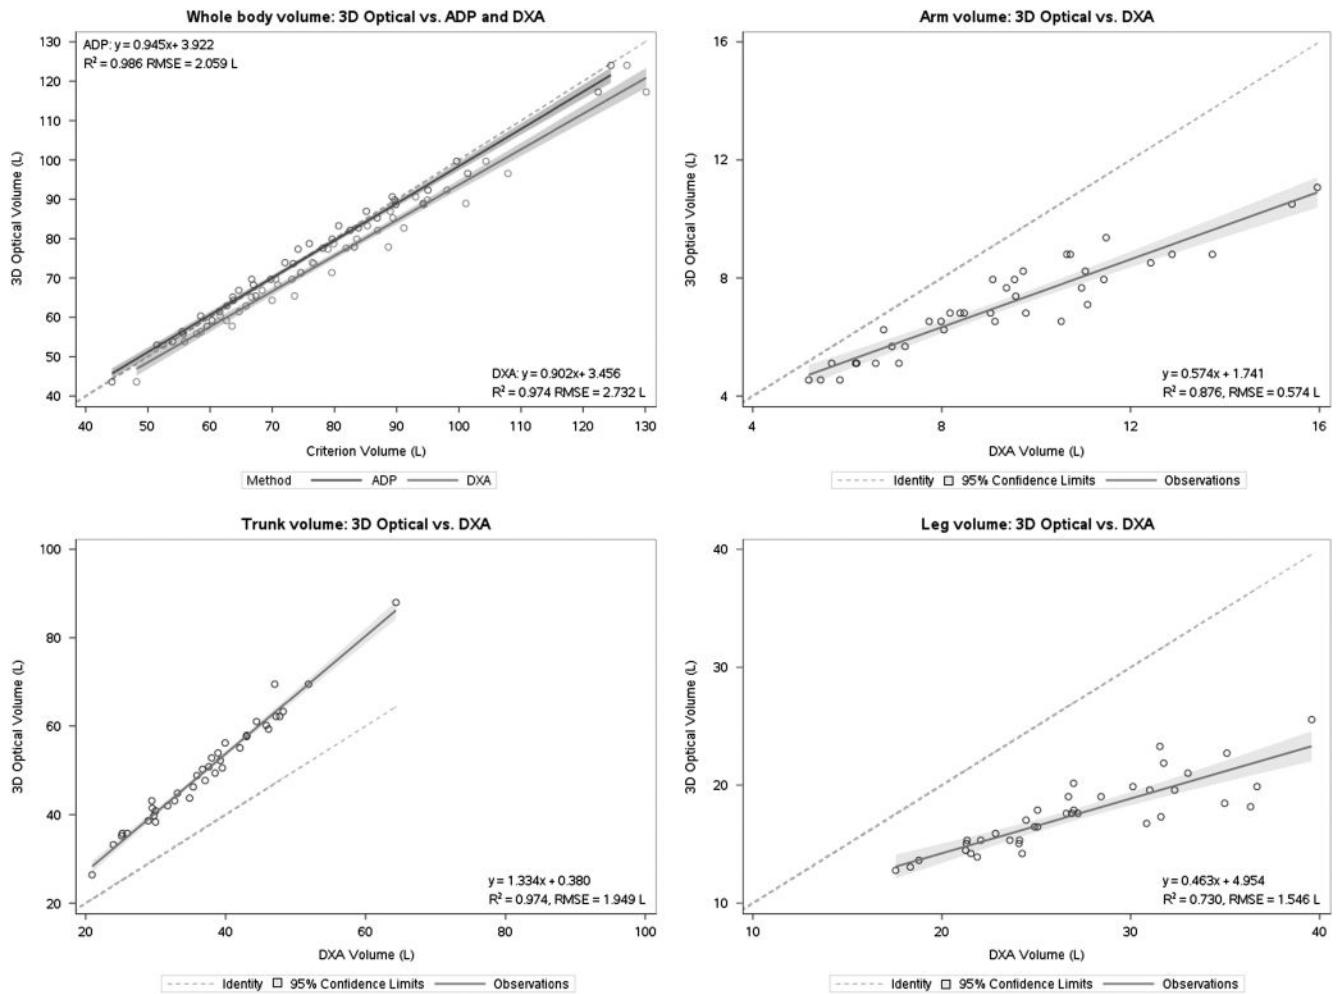 Whole body volume: 3D Optical vs. ADP and DXA
ADP: y = 0.945x+ 3.922
R² = 0.986 RMSE = 2.059 L
130
120
110
100
90
80
70
60
50
40
3D Optical Volume (L)
DXA: y = 0.902x+ 3.456
R² = 0.974 RMSE = 2.732 L
40 50 60 70 80 90 100 110 120 130
Criterion Volume (L)
Method ADP DXA
Arm volume: 3D Optical vs. DXA
16
12
8
4
3D Optical Volume (L)
y = 0.574x + 1.741
R² = 0.876, RMSE = 0.574 L
4 8 12 16
DXA Volume (L)
Identity 95% Confidence Limits Observations
Trunk volume: 3D Optical vs. DXA
100
80
60
40
20
3D Optical Volume (L)
y = 1.334x + 0.380
R² = 0.974, RMSE = 1.949 L
20 40 60 80 100
DXA Volume (L)
Identity 95% Confidence Limits Observations
Leg volume: 3D Optical vs. DXA
40
30
20
10
3D Optical Volume (L)
y = 0.463x + 4.954
R² = 0.730, RMSE = 1.546 L
10 20 30 40
DXA Volume (L)
Identity 95% Confidence Limits Observations